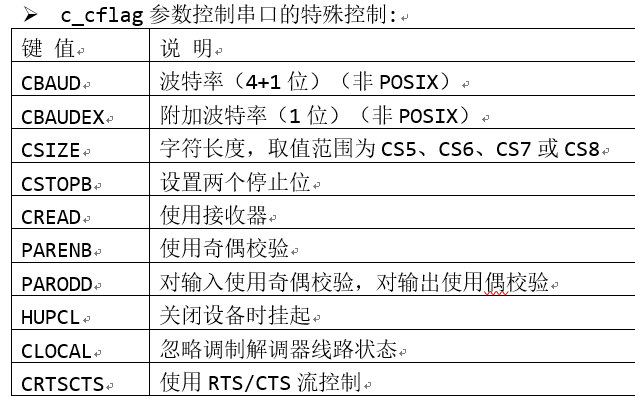 ➢ c_cflag 参数控制串口的特殊控制:
键 值 说 明
CBAUD 波特率（4+1 位）（非 POSIX）
CBAUDEX 附加波特率（1 位）（非 POSIX）
CSIZE 字符长度，取值范围为 CS5、CS6、CS7 或 CS8
CSTOPB 设置两个停止位
CREAD 使用接收器
PARENB 使用奇偶校验
PARODD 对输入使用奇偶校验，对输出使用偶校验
HUPCL 关闭设备时挂起
CLOCAL 忽略调制解调器线路状态
CRTSCTS 使用 RTS/CTS 流控制